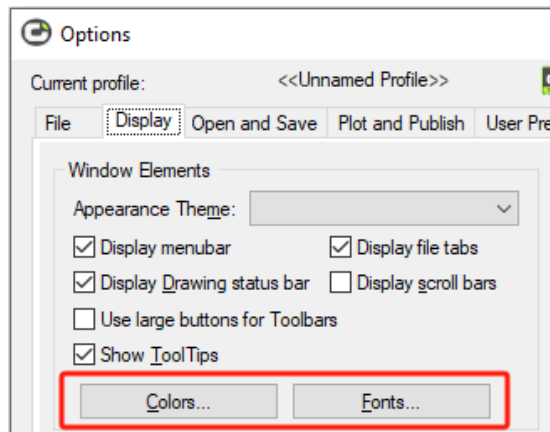 Options
Current profile: <<Unnamed Profile>>
File Display Open and Save Plot and Publish User Pre
Window Elements
Appearance Theme:
Display menubar Display file tabs
Display Drawing status bar Display scroll bars
Use large buttons for Toolbars
Show ToolTips
Colors... Fonts...